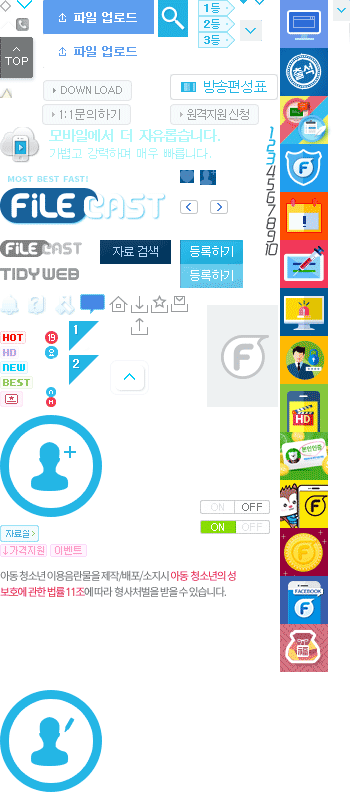 파일 업로드
1등
2등
3등
파일 업로드
TOP
출석
DOWN LOAD
방송편성표
1:1문의하기
원격지원 신청
모바일에서 더 자유롭습니다.
가볍고 강력하며 매우 빠릅니다.
1
2
3
4
5
6
7
8
9
10
MOST BEST FAST!
FiLECAST
FiLECAST
자료 검색
등록하기
TIDYWEB
등록하기
HOT
19
1
HD
NEW
2
BEST
HD
본인인증
ON OFF
ON OFF
자료실
가격지원
이벤트
아동 청소년 이용음란물을 제작/배포/소지시 아동 청소년의 성
보호에 관한 법률 11조에 따라 형사처벌을 받을 수 있습니다.
FACEBOOK
福